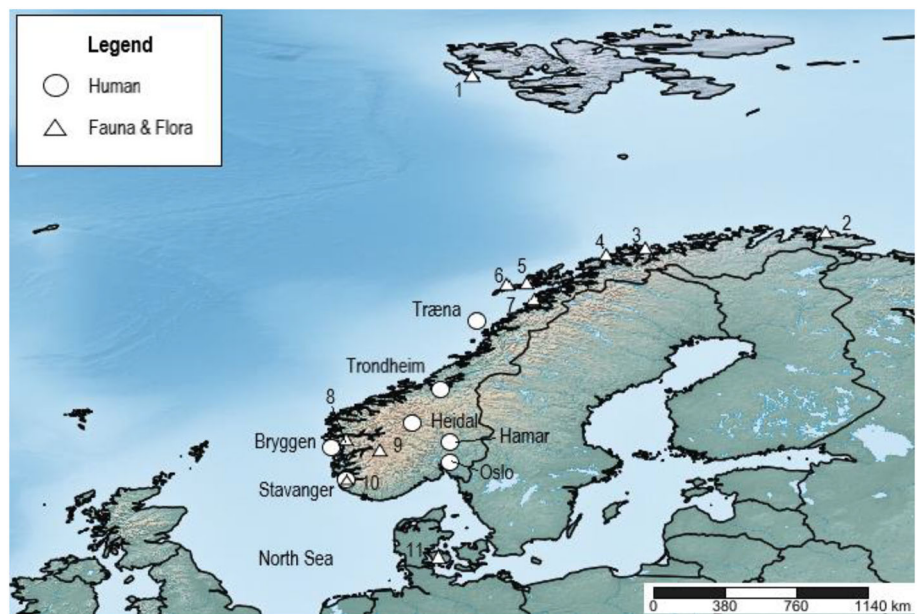 Legend
Human
Fauna & Flora
1
2
3
4
5
6
7
Træna
Trondheim
8
Heidal
Hamar
Bryggen
9
Oslo
10
Stavanger
North Sea
11
0 380 760 1140 km